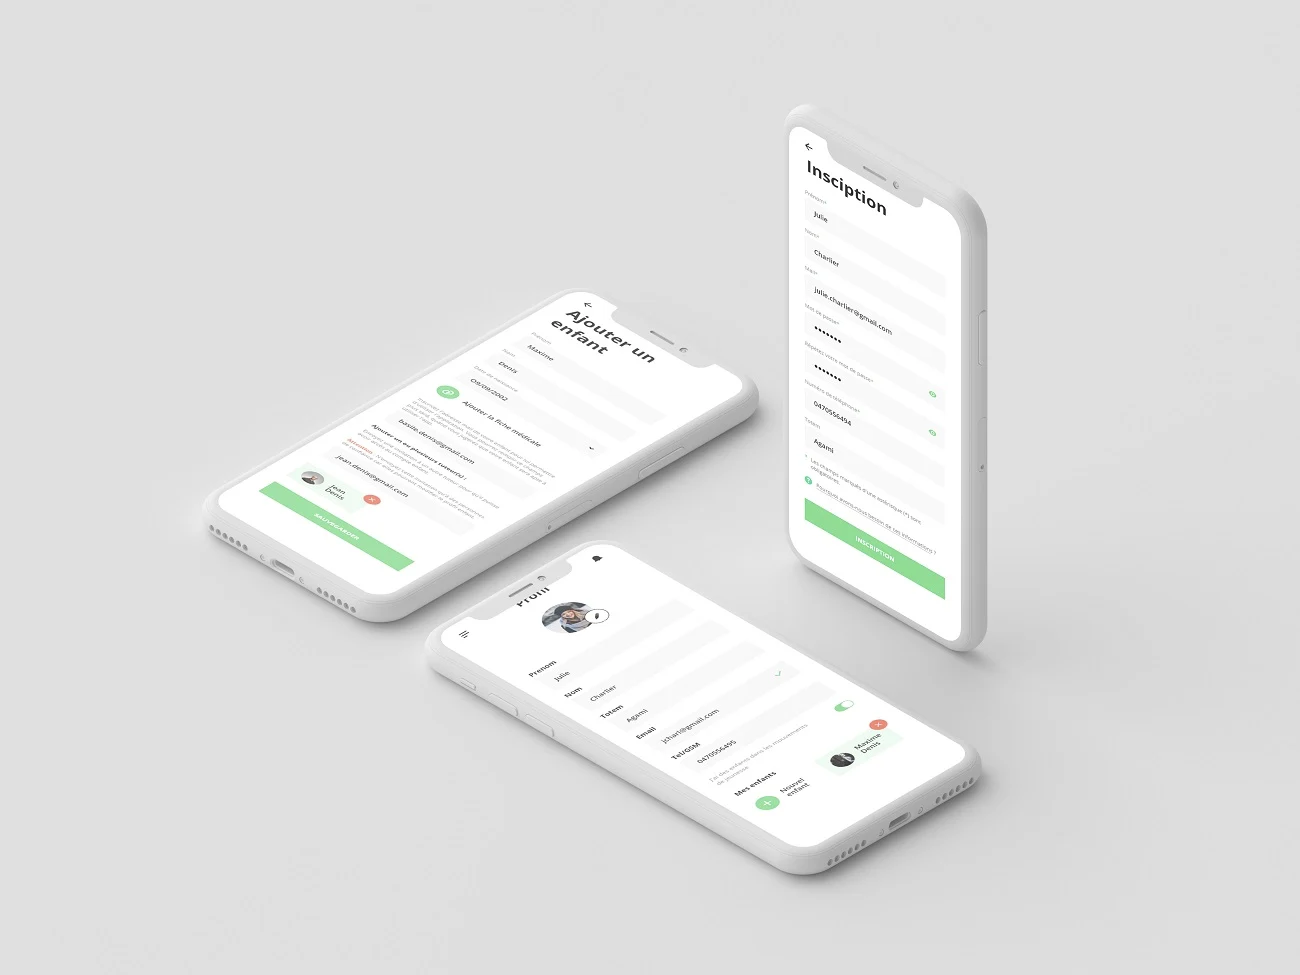 Ajouter un
enfant
Prénom
Maxime
Nom
Denis
Date de naissance
09/09/2002
Ajouter la fiche médicale
basile.denis@gmail.com
Ajouter un ou plusieurs tuteur(s) :
jean.denis@gmail.com
Jean
Denis
SAUVEGARDER
Insciption
Prénom*
Julie
Nom*
Charlier
Mail*
julie.charlier@gmail.com
Mot de passe*
Répétez votre mot de passe*
Numéro de téléphone*
0470556494
Totem
Agami
* Les champs marqués d'une astérisque (*) sont
obligatoires.
Pourquoi avons-nous besoin de ces informations ?
INSCRIPTION
Profil
Prenom
Julie
Nom
Charlier
Totem
Agami
Email
jcharl@gmail.com
Tel/GSM
0470556495
J'ai des enfants dans les mouvements
de jeunesse
Mes enfants
Nouvel
enfant
Maxime
Denis